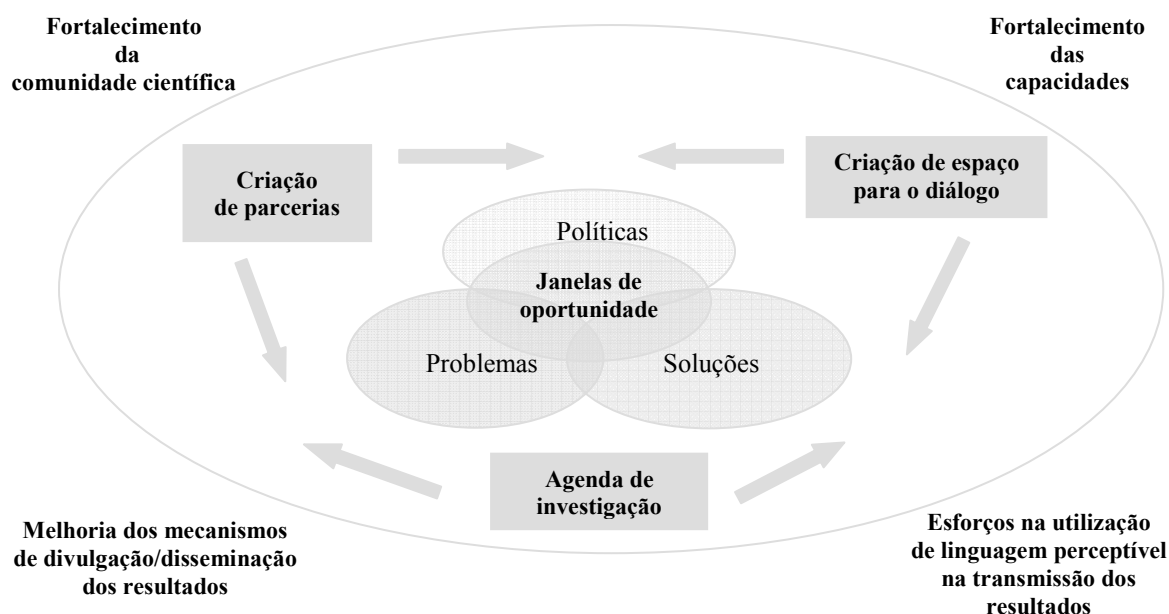 Fortalecimento
da
comunidade científica
Fortalecimento
das
capacidades
Criação
de parcerias
Criação de espaço
para o diálogo
Políticas
Janelas de
oportunidade
Problemas
Soluções
Agenda de
investigação
Melhoria dos mecanismos
de divulgação/disseminação
dos resultados
Esforços na utilização
de linguagem perceptível
na transmissão dos
resultados